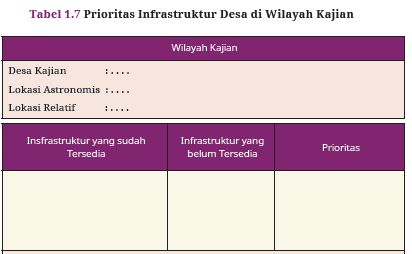 Tabel 1.7 Prioritas Infrastruktur Desa di Wilayah Kajian
Wilayah Kajian
Desa Kajian : . . . .
Lokasi Astronomis : . . . .
Lokasi Relatif : . . . .
Insfrastruktur yang sudah
Tersedia
Infrastruktur yang
belum Tersedia
Prioritas